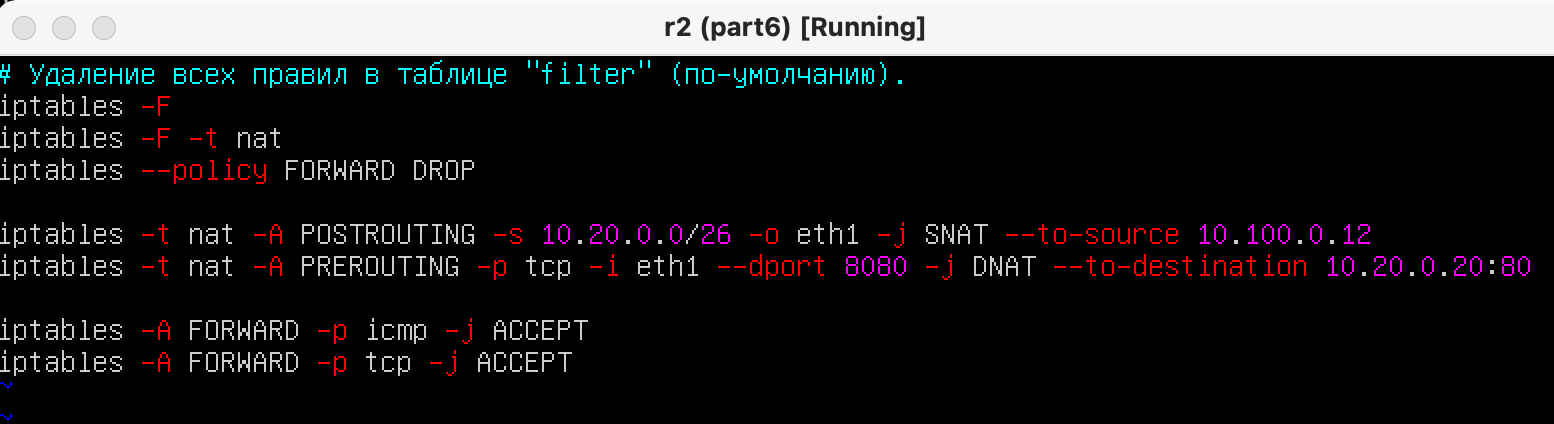 r2 (part6) [Running]
# Удаление всех правил в таблице "filter" (по-умолчанию).
iptables -F
iptables -F -t nat
iptables --policy FORWARD DROP
iptables -t nat -A POSTROUTING -s 10.20.0.0/26 -o eth1 -j SNAT --to-source 10.100.0.12
iptables -t nat -A PREROUTING -p tcp -i eth1 --dport 8080 -j DNAT --to-destination 10.20.0.20:80
iptables -A FORWARD -p icmp -j ACCEPT
iptables -A FORWARD -p tcp -j ACCEPT
~
~